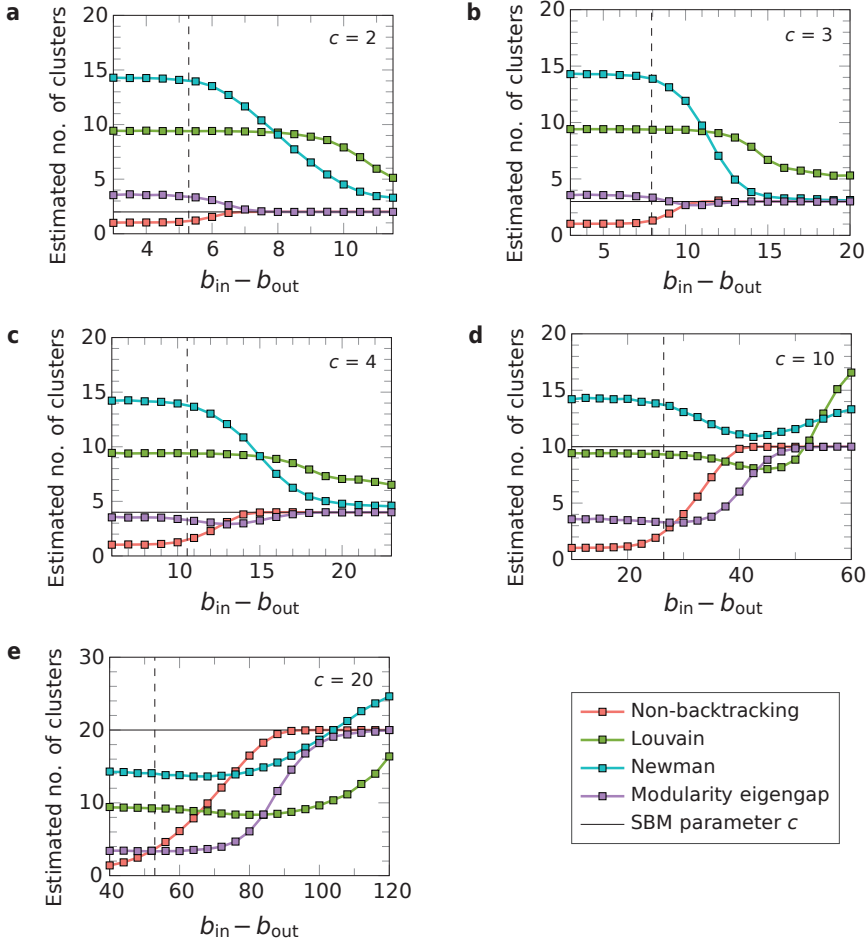 a
c = 2
Estimated no. of clusters
20
15
10
5
0
4 6 8 10
b_in − b_out
b
c = 3
Estimated no. of clusters
20
15
10
5
0
5 10 15 20
b_in − b_out
c
c = 4
Estimated no. of clusters
20
15
10
5
0
10 15 20
b_in − b_out
d
c = 10
Estimated no. of clusters
20
15
10
5
0
20 40 60
b_in − b_out
e
c = 20
Estimated no. of clusters
30
20
10
0
40 60 80 100 120
b_in − b_out
Non-backtracking
Louvain
Newman
Modularity eigengap
SBM parameter c